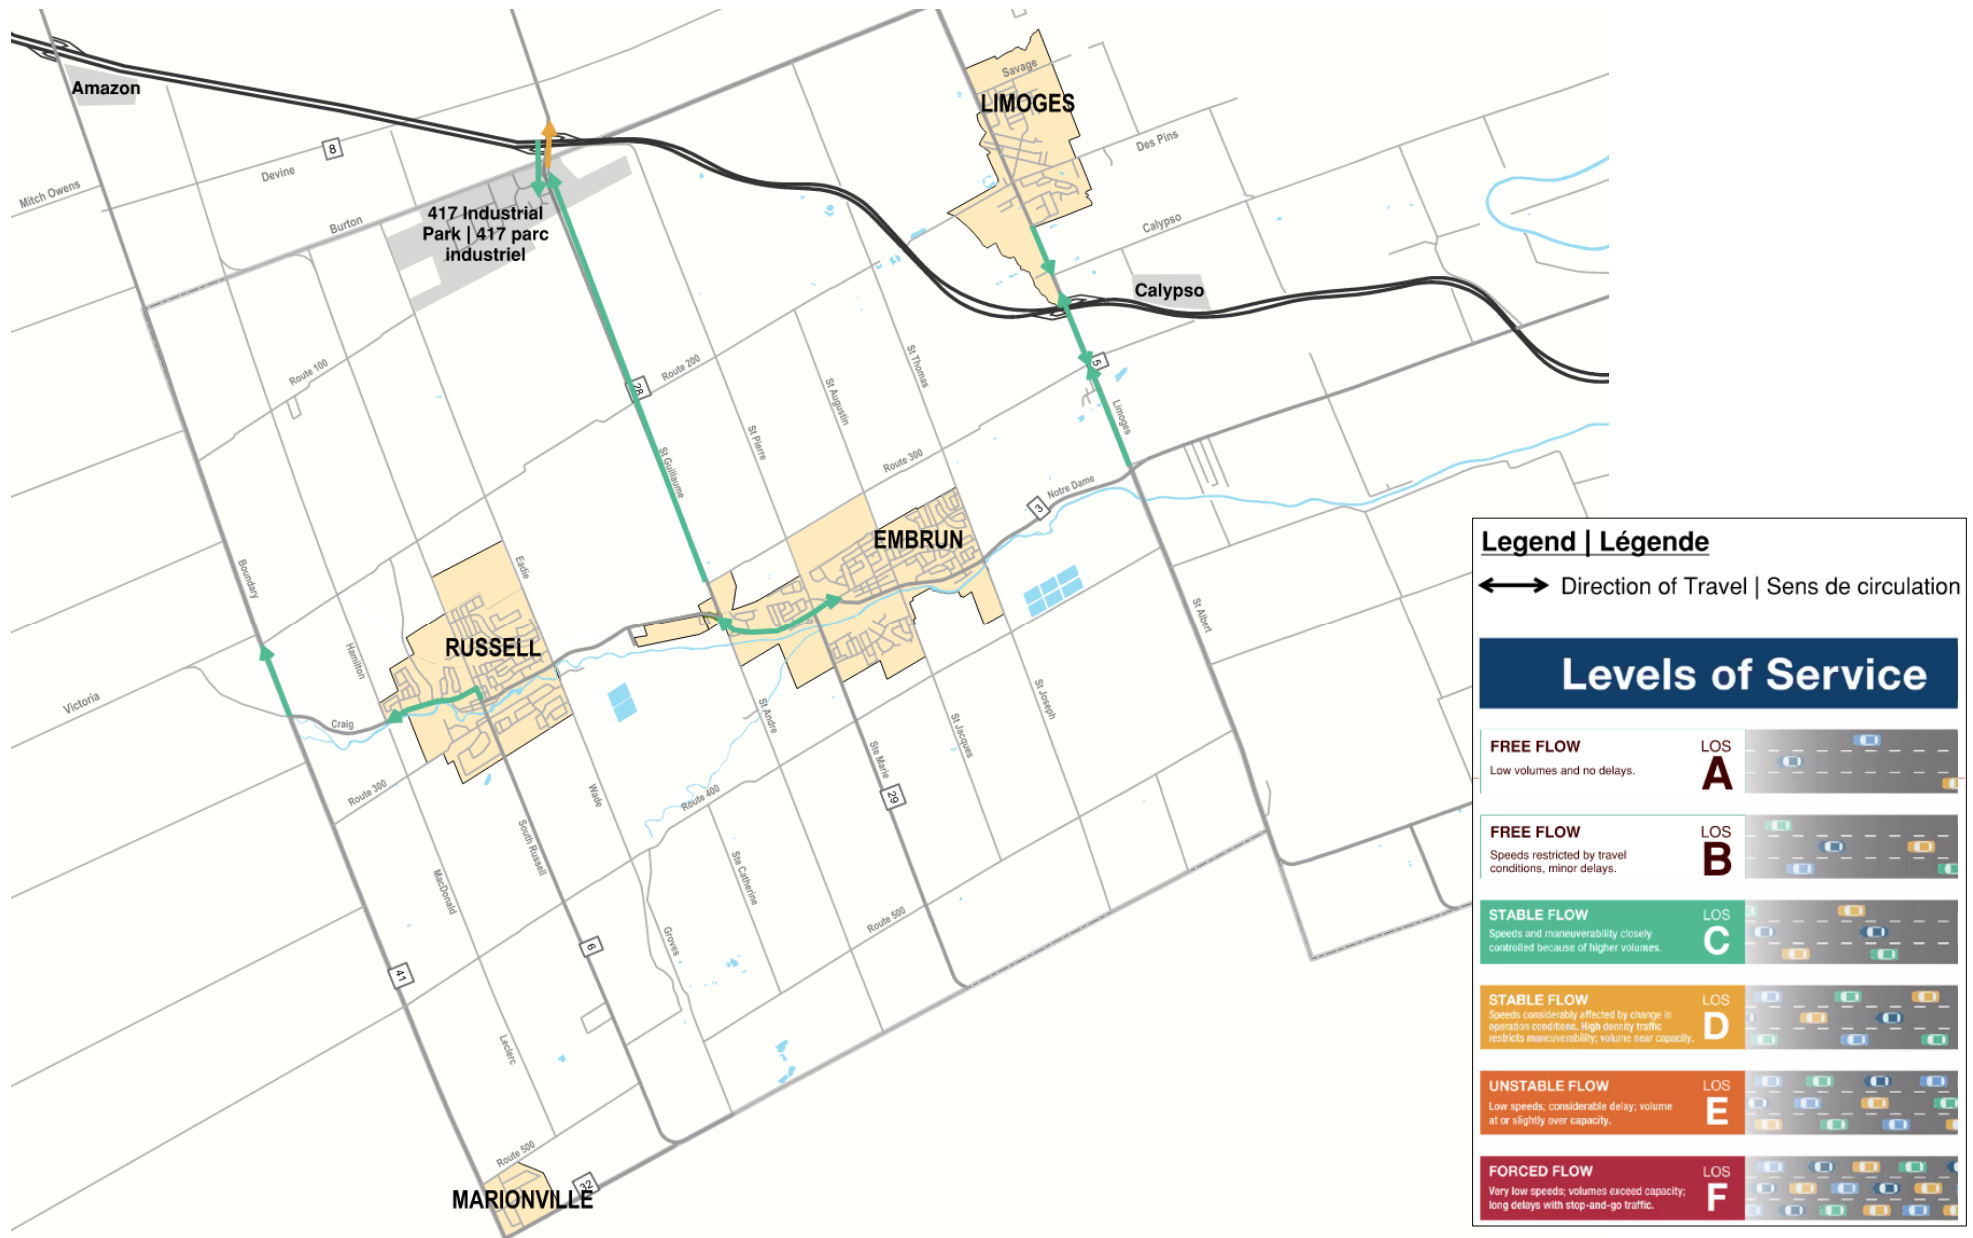 Amazon
8
Devine
Mitch Owens
Burton
417 Industrial
Park | 417 parc
industriel
Savage
LIMOGES
Des Pins
Calypso
Calypso
5
Limoges
St Thomas
St Augustin
Route 200
28
Route 100
St Pierre
St Guillaume
Route 300
Notre Dame
3
EMBRUN
Eadie
Boundary
RUSSELL
Hamilton
Victoria
Craig
Route 300
St Albert
St Joseph
St Jacques
St Andre
Ste Marie
29
Route 400
Wade
South Russell
MacDonald
Ste Catherine
Groves
Route 500
6
41
Leclerc
Route 500
MARIONVILLE
32
Legend | Légende
Direction of Travel | Sens de circulation
Levels of Service
FREE FLOW
LOS
Low volumes and no delays.
A
FREE FLOW
LOS
Speeds restricted by travel
conditions, minor delays.
B
STABLE FLOW
LOS
Speeds and maneuverability closely
controlled because of higher volumes.
C
STABLE FLOW
LOS
Speeds considerably affected by change in
operation conditions. High density traffic
restricts maneuverability; volume near capacity.
D
UNSTABLE FLOW
LOS
Low speeds; considerable delay; volume
at or slightly over capacity.
E
FORCED FLOW
LOS
Very low speeds; volumes exceed capacity;
long delays with stop-and-go traffic.
F